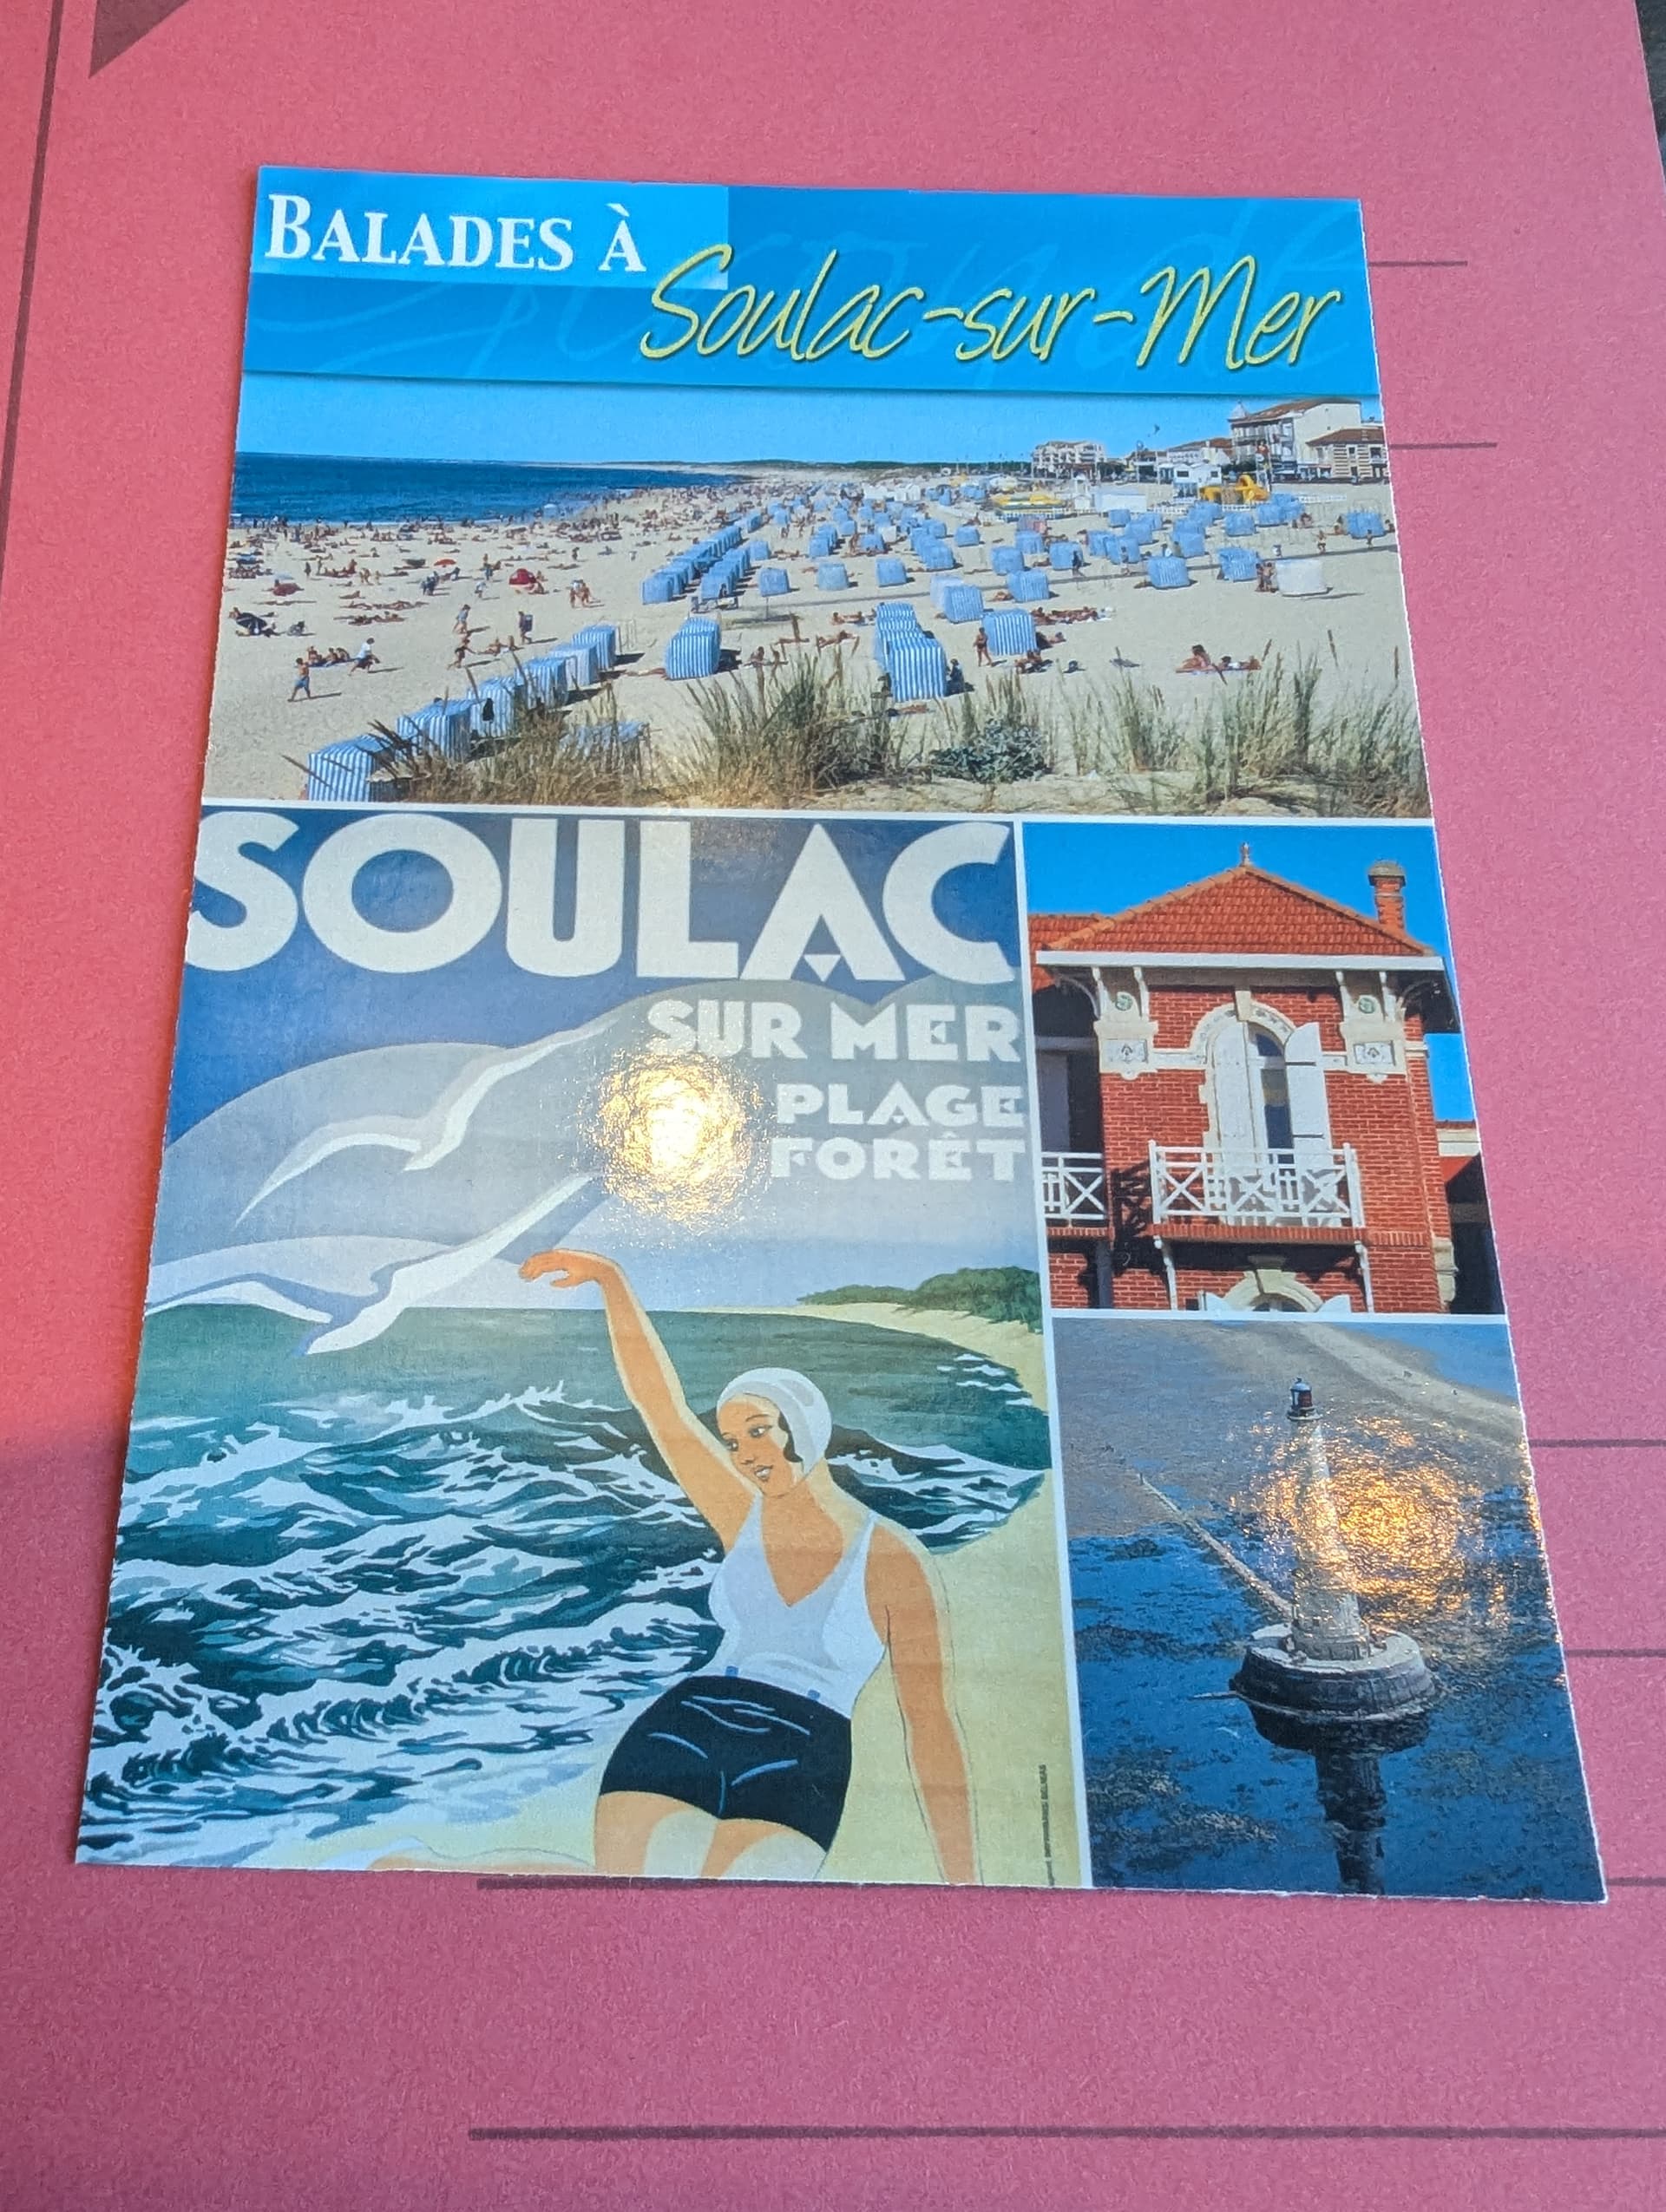 BALADES À
Soulac-sur-Mer
SOULAC
SUR MER
PLAGE
FORÊT